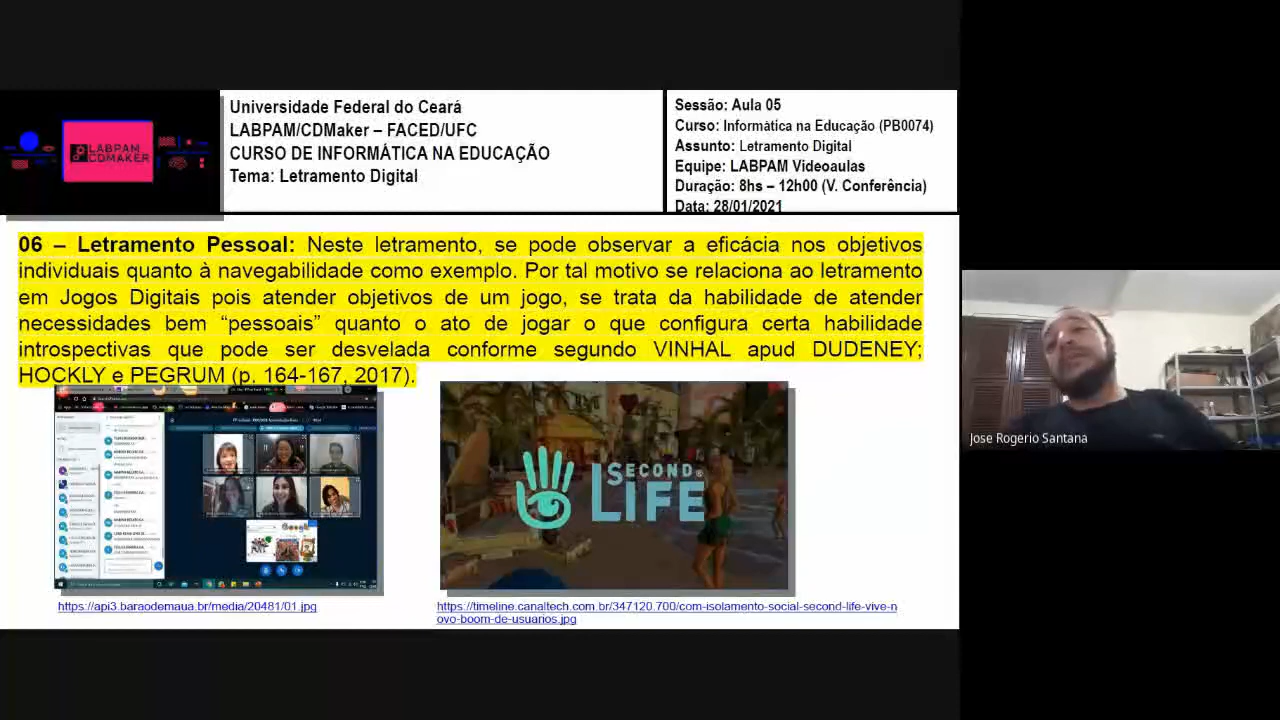 LABPAM
CDMAKER
Universidade Federal do Ceará
LABPAM/CDMaker – FACED/UFC
CURSO DE INFORMÁTICA NA EDUCAÇÃO
Tema: Letramento Digital
Sessão: Aula 05
Curso: Informática na Educação (PB0074)
Assunto: Letramento Digital
Equipe: LABPAM Videoaulas
Duração: 8hs – 12h00 (V. Conferência)
Data: 28/01/2021
06 – Letramento Pessoal: Neste letramento, se pode observar a eficácia nos objetivos
individuais quanto à navegabilidade como exemplo. Por tal motivo se relaciona ao letramento
em Jogos Digitais pois atender objetivos de um jogo, se trata da habilidade de atender
necessidades bem “pessoais” quanto o ato de jogar o que configura certa habilidade
introspectivas que pode ser desvelada conforme segundo VINHAL apud DUDENEY;
HOCKLY e PEGRUM (p. 164-167, 2017).
SECOND®
LIFE
https://api3.baraodemaua.br/media/20481/01.jpg
https://timeline.canaltech.com.br/347120.700/com-isolamento-social-second-life-vive-n
ovo-boom-de-usuarios.jpg
Jose Rogerio Santana